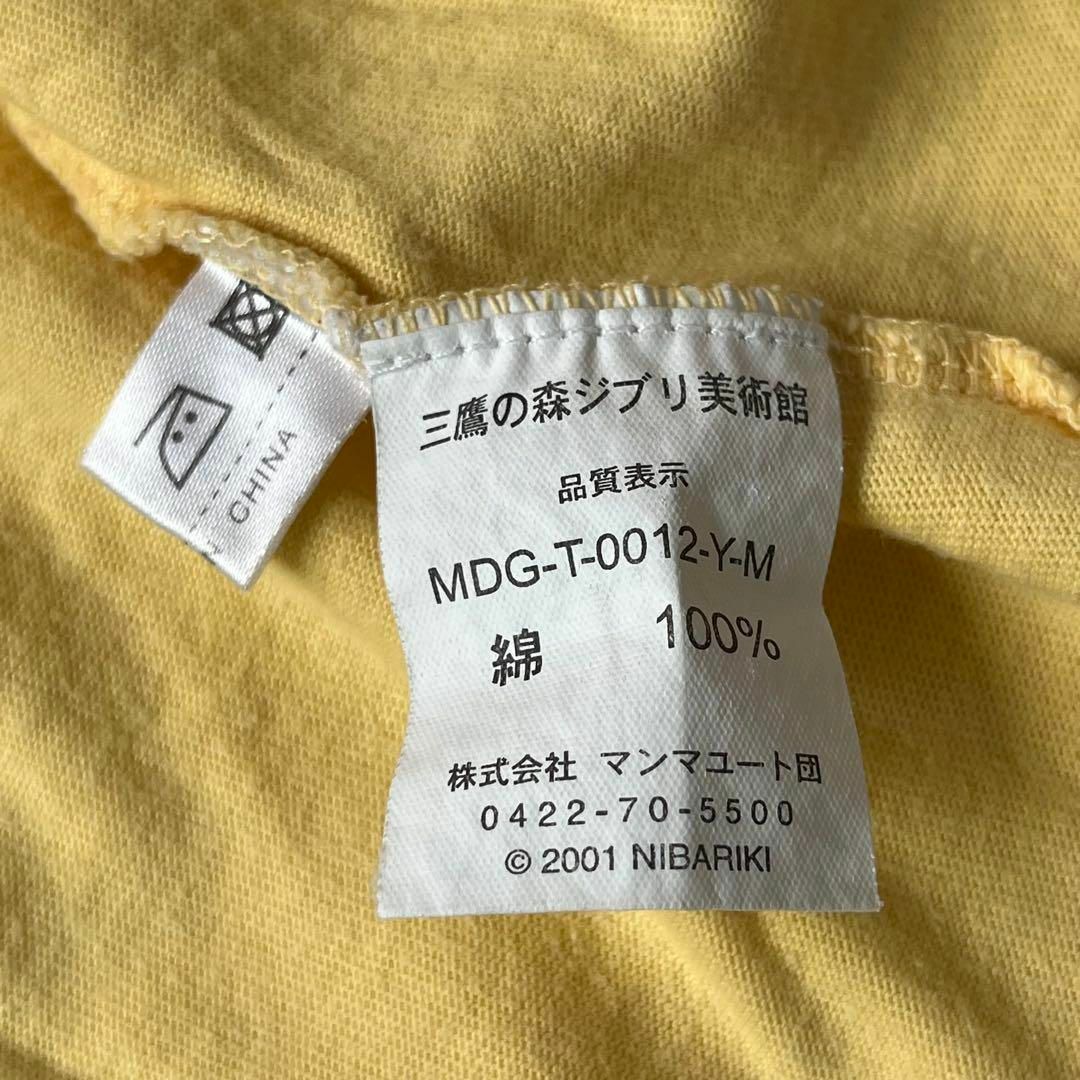 三鷹の森ジブリ美術館
品質表示
MDG-T-0012-Y-M
綿 100%
株式会社 マンマユート団
0422-70-5500
© 2001 NIBARIKI
CHINA